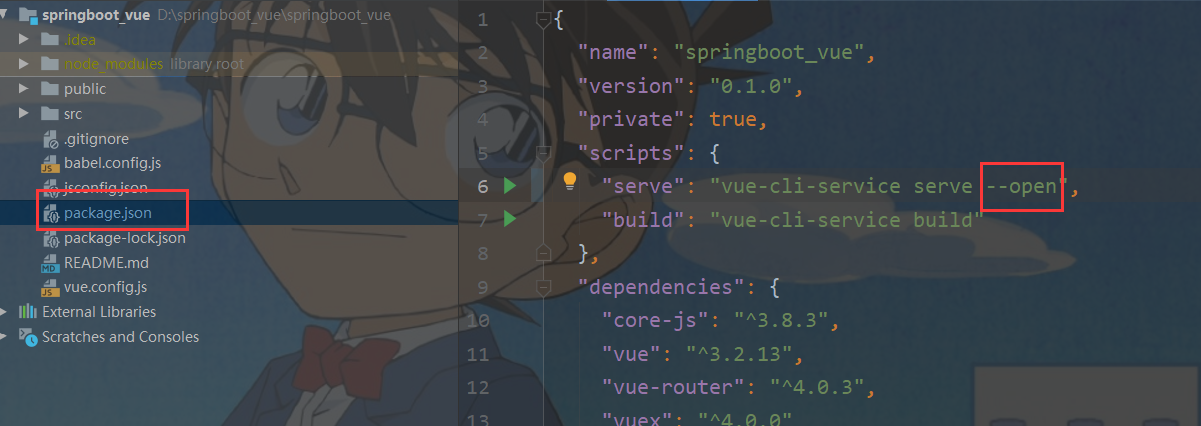 springboot_vue D:\springboot_vue\springboot_vue
.idea
node_modules library root
public
src
.gitignore
babel.config.js
jsconfig.json
package.json
package-lock.json
README.md
vue.config.js
External Libraries
Scratches and Consoles
1 {
2 "name": "springboot_vue",
3 "version": "0.1.0",
4 "private": true,
5 "scripts": {
6 "serve": "vue-cli-service serve --open",
7 "build": "vue-cli-service build"
8 },
9 "dependencies": {
10 "core-js": "^3.8.3",
11 "vue": "^3.2.13",
12 "vue-router": "^4.0.3",
13 "vuex": "^4.0.0"